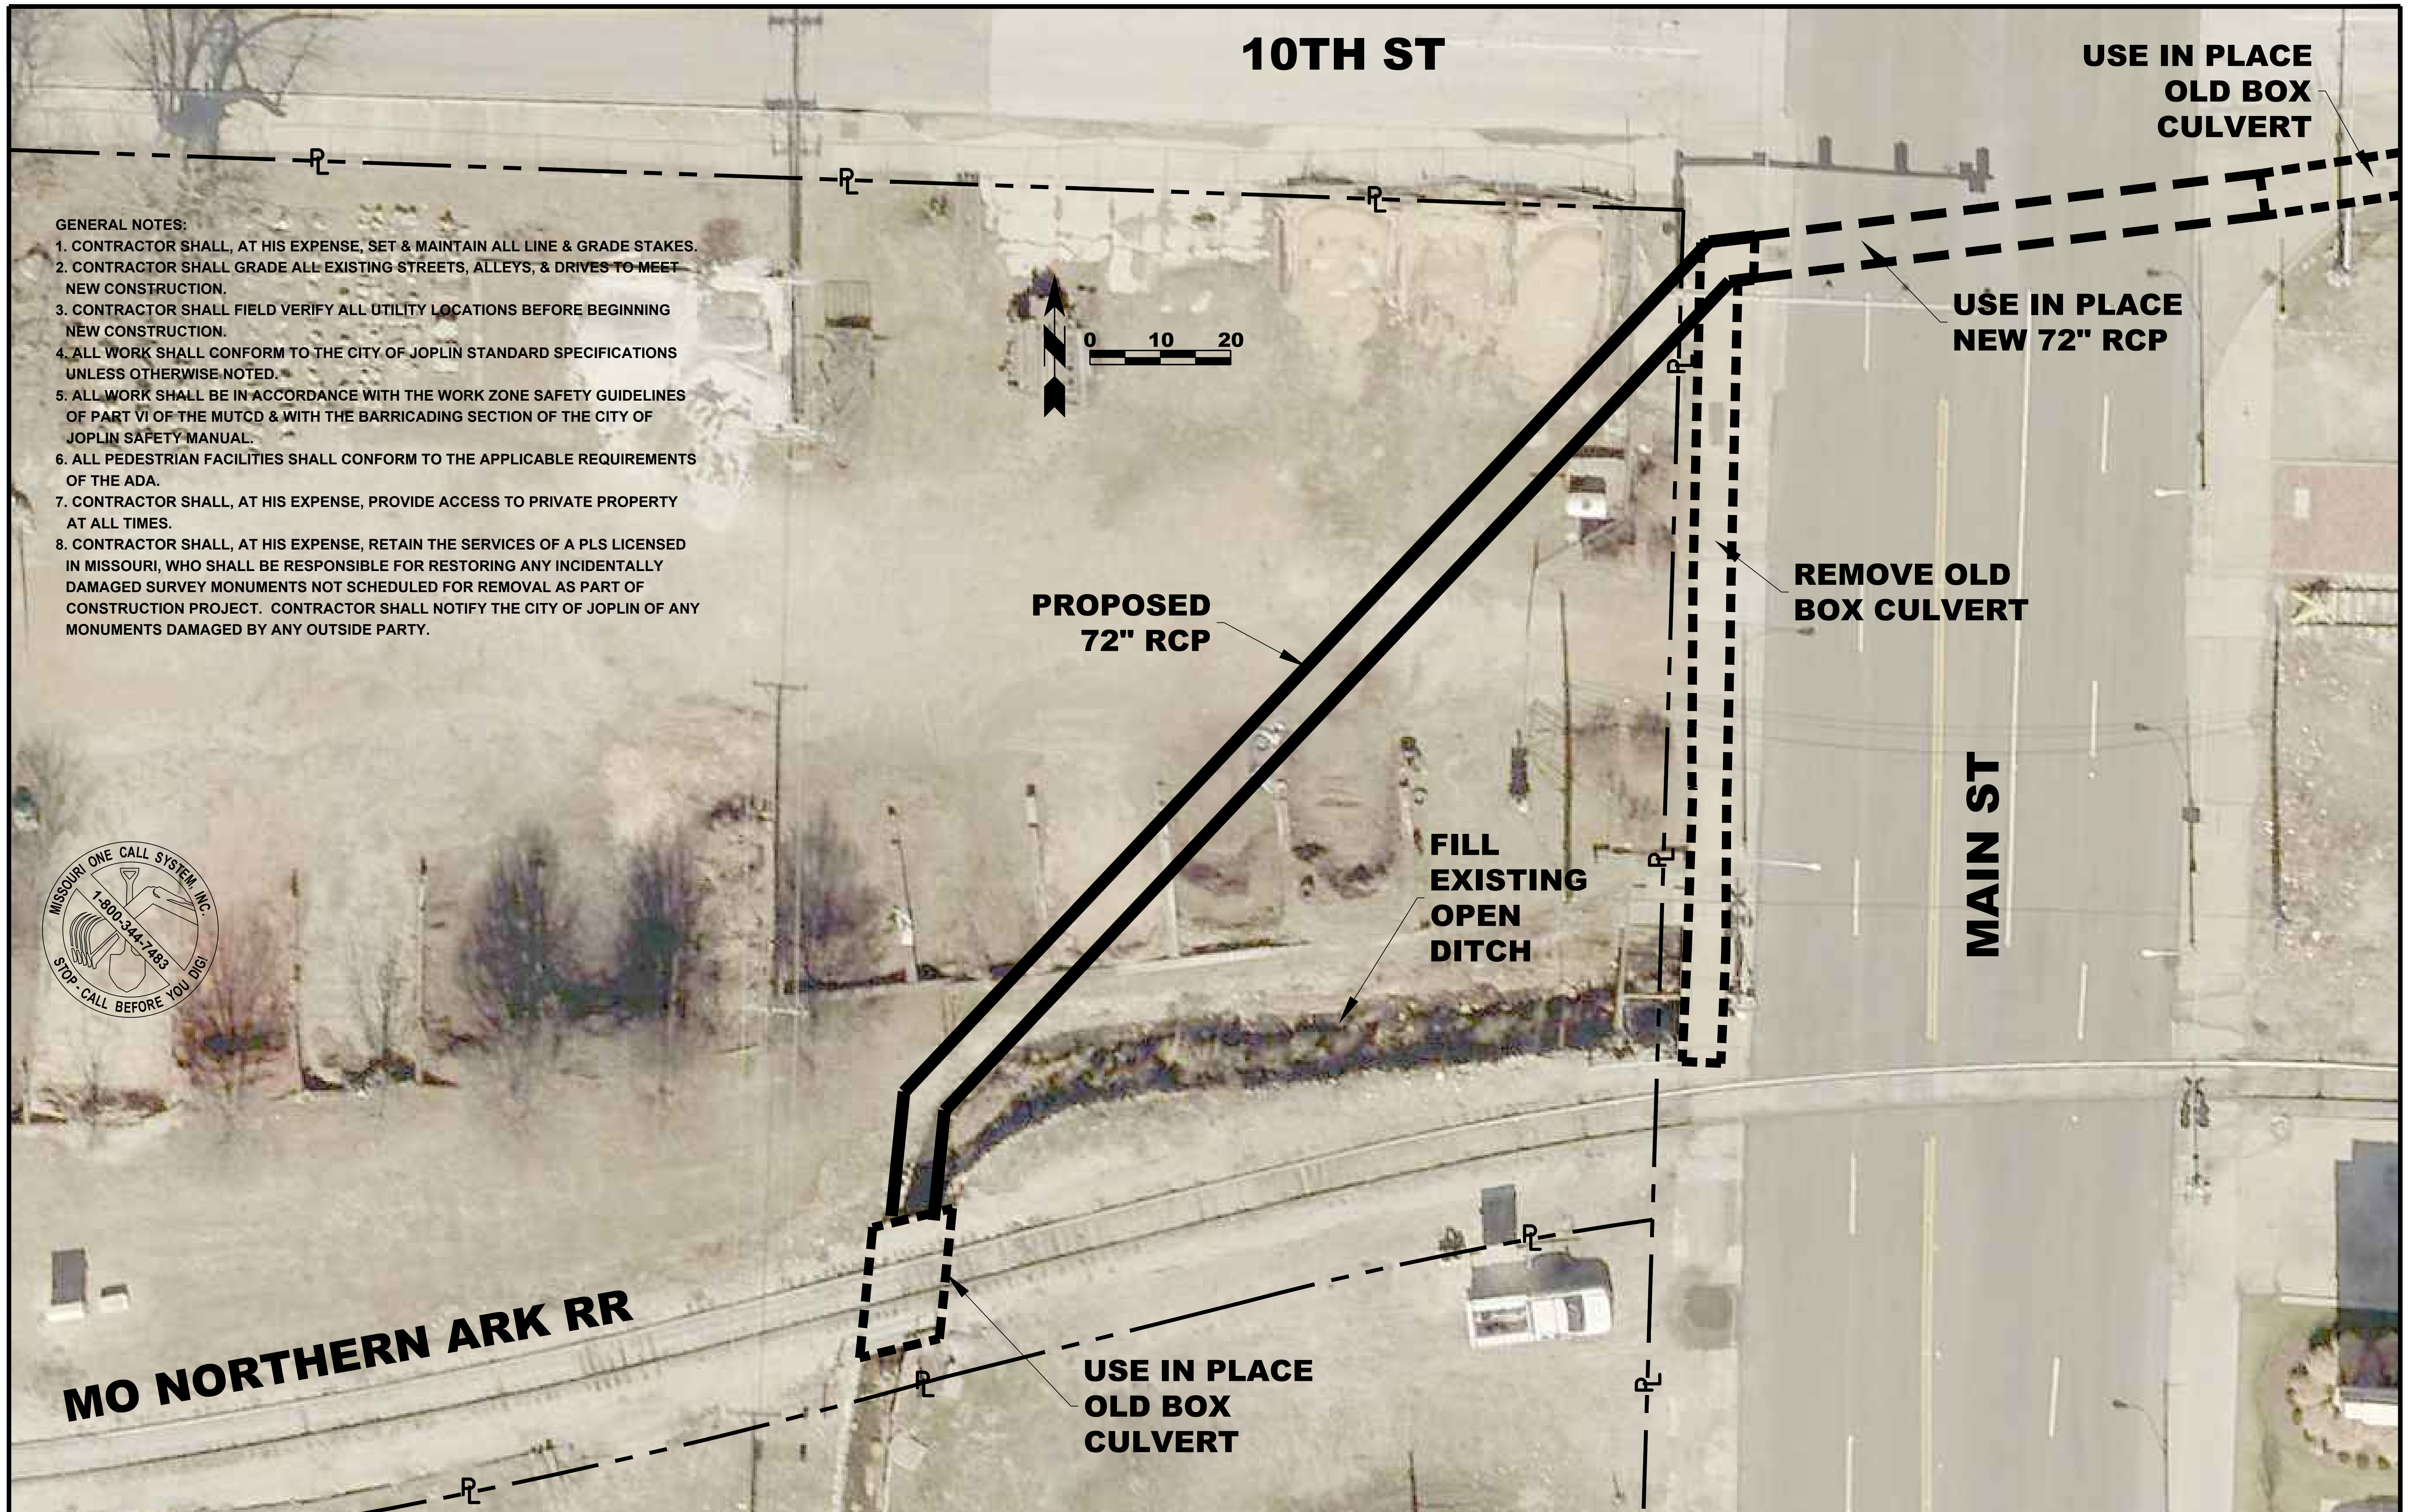 10TH ST
USE IN PLACE
OLD BOX
CULVERT
GENERAL NOTES:
1. CONTRACTOR SHALL, AT HIS EXPENSE, SET & MAINTAIN ALL LINE & GRADE STAKES.
2. CONTRACTOR SHALL GRADE ALL EXISTING STREETS, ALLEYS, & DRIVES TO MEET
NEW CONSTRUCTION.
3. CONTRACTOR SHALL FIELD VERIFY ALL UTILITY LOCATIONS BEFORE BEGINNING
NEW CONSTRUCTION.
4. ALL WORK SHALL CONFORM TO THE CITY OF JOPLIN STANDARD SPECIFICATIONS
UNLESS OTHERWISE NOTED.
5. ALL WORK SHALL BE IN ACCORDANCE WITH THE WORK ZONE SAFETY GUIDELINES
OF PART VI OF THE MUTCD & WITH THE BARRICADING SECTION OF THE CITY OF
JOPLIN SAFETY MANUAL.
6. ALL PEDESTRIAN FACILITIES SHALL CONFORM TO THE APPLICABLE REQUIREMENTS
OF THE ADA.
7. CONTRACTOR SHALL, AT HIS EXPENSE, PROVIDE ACCESS TO PRIVATE PROPERTY
AT ALL TIMES.
8. CONTRACTOR SHALL, AT HIS EXPENSE, RETAIN THE SERVICES OF A PLS LICENSED
IN MISSOURI, WHO SHALL BE RESPONSIBLE FOR RESTORING ANY INCIDENTALLY
DAMAGED SURVEY MONUMENTS NOT SCHEDULED FOR REMOVAL AS PART OF
CONSTRUCTION PROJECT.  CONTRACTOR SHALL NOTIFY THE CITY OF JOPLIN OF ANY
MONUMENTS DAMAGED BY ANY OUTSIDE PARTY.
PL
PL
PL
0 10 20
PL
USE IN PLACE
NEW 72" RCP
REMOVE OLD
BOX CULVERT
PROPOSED
72" RCP
FILL
EXISTING
OPEN
DITCH
PL
MAIN ST
MISSOURI ONE CALL SYSTEM, INC.
1-800-344-7483
STOP - CALL BEFORE YOU DIG!
MO NORTHERN ARK RR
PL
USE IN PLACE
OLD BOX
CULVERT
PL
PL
PL